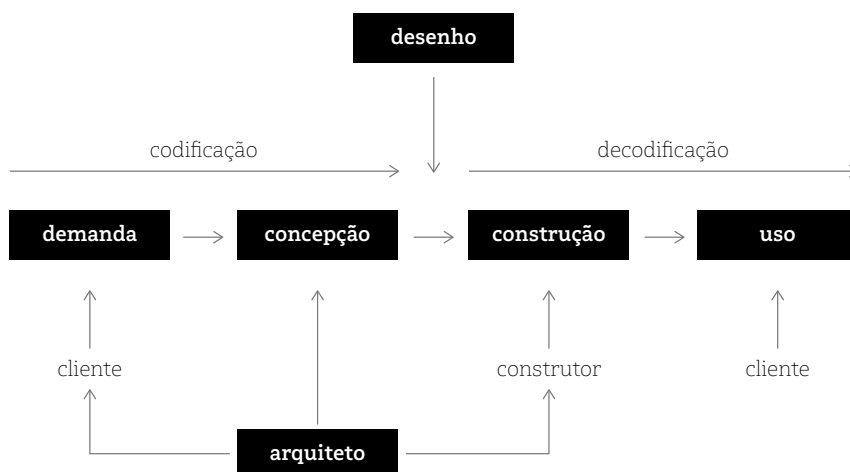 desenho
codificação
decodificação
demanda
concepção
construção
uso
cliente
construtor
cliente
arquiteto